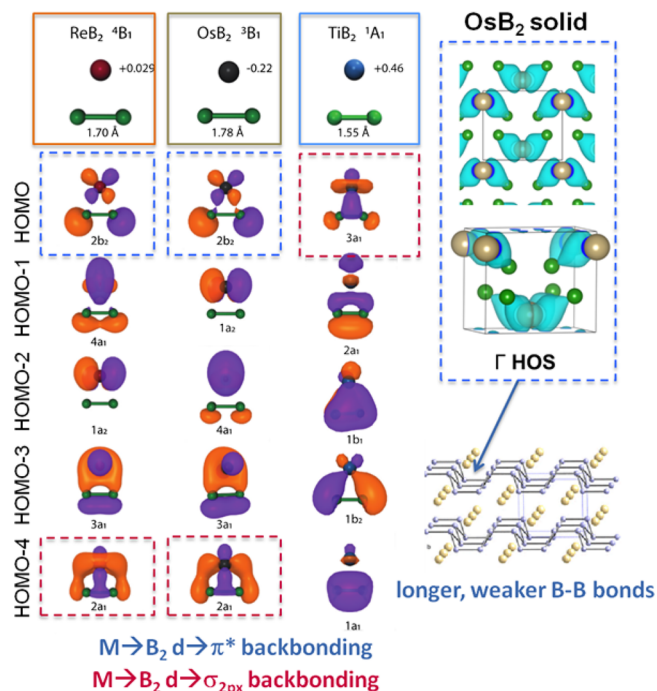 ReB₂ ⁴B₁
+0.029
1.70 Å
OsB₂ ³B₁
-0.22
1.78 Å
TiB₂ ¹A₁
+0.46
1.55 Å
OsB₂ solid
HOMO
2b₂
2b₂
3a₁
HOMO-1
4a₁
1a₂
2a₁
HOMO-2
1a₂
4a₁
1b₁
HOMO-3
3a₁
3a₁
1b₂
HOMO-4
2a₁
2a₁
1a₁
Γ HOS
longer, weaker B-B bonds
M→B₂ d→π* backbonding
M→B₂ d→σ₂ₚₓ backbonding